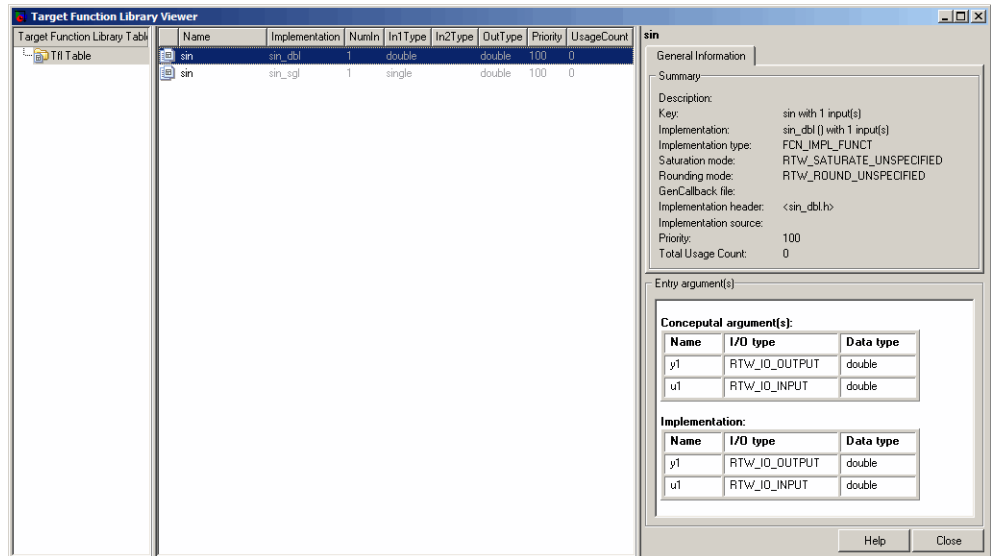 Target Function Library Viewer
Target Function Library Tabl
Tfl Table
Name Implementation NumIn In1Type In2Type OutType Priority UsageCount
sin sin_dbl 1 double double 100 0
sin sin_sgl 1 single double 100 0
sin
General Information
Summary
Description:
Key: sin with 1 input(s)
Implementation: sin_dbl () with 1 input(s)
Implementation type: FCN_IMPL_FUNCT
Saturation mode: RTW_SATURATE_UNSPECIFIED
Rounding mode: RTW_ROUND_UNSPECIFIED
GenCallback file:
Implementation header: <sin_dbl.h>
Implementation source:
Priority: 100
Total Usage Count: 0
Entry argument(s)
Conceputal argument(s):
Name I/O type Data type
y1 RTW_IO_OUTPUT double
u1 RTW_IO_INPUT double
Implementation:
Name I/O type Data type
y1 RTW_IO_OUTPUT double
u1 RTW_IO_INPUT double
Help Close